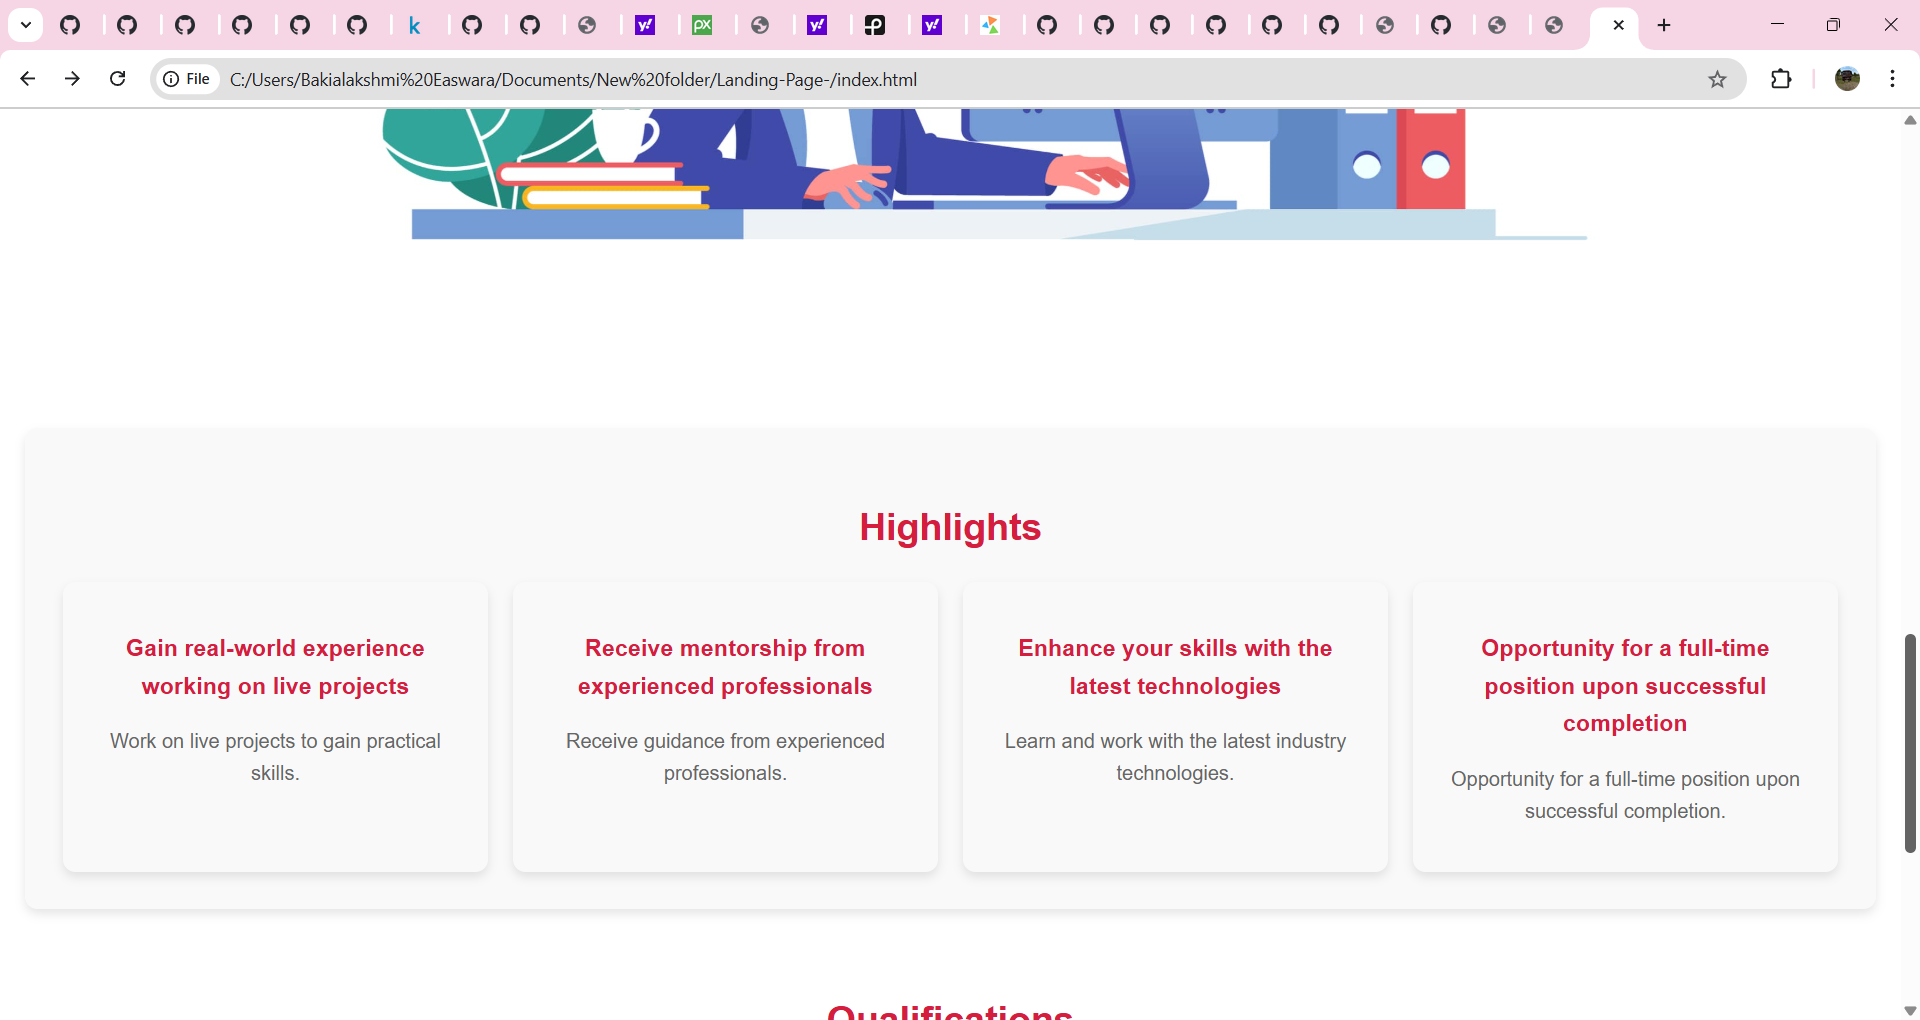 k
y!
px
y!
y!
File
C:/Users/Bakialakshmi%20Easwara/Documents/New%20folder/Landing-Page-/index.html
Highlights
Gain real-world experience
working on live projects
Work on live projects to gain practical
skills.
Receive mentorship from
experienced professionals
Receive guidance from experienced
professionals.
Enhance your skills with the
latest technologies
Learn and work with the latest industry
technologies.
Opportunity for a full-time
position upon successful
completion
Opportunity for a full-time position upon
successful completion.
Qualifications